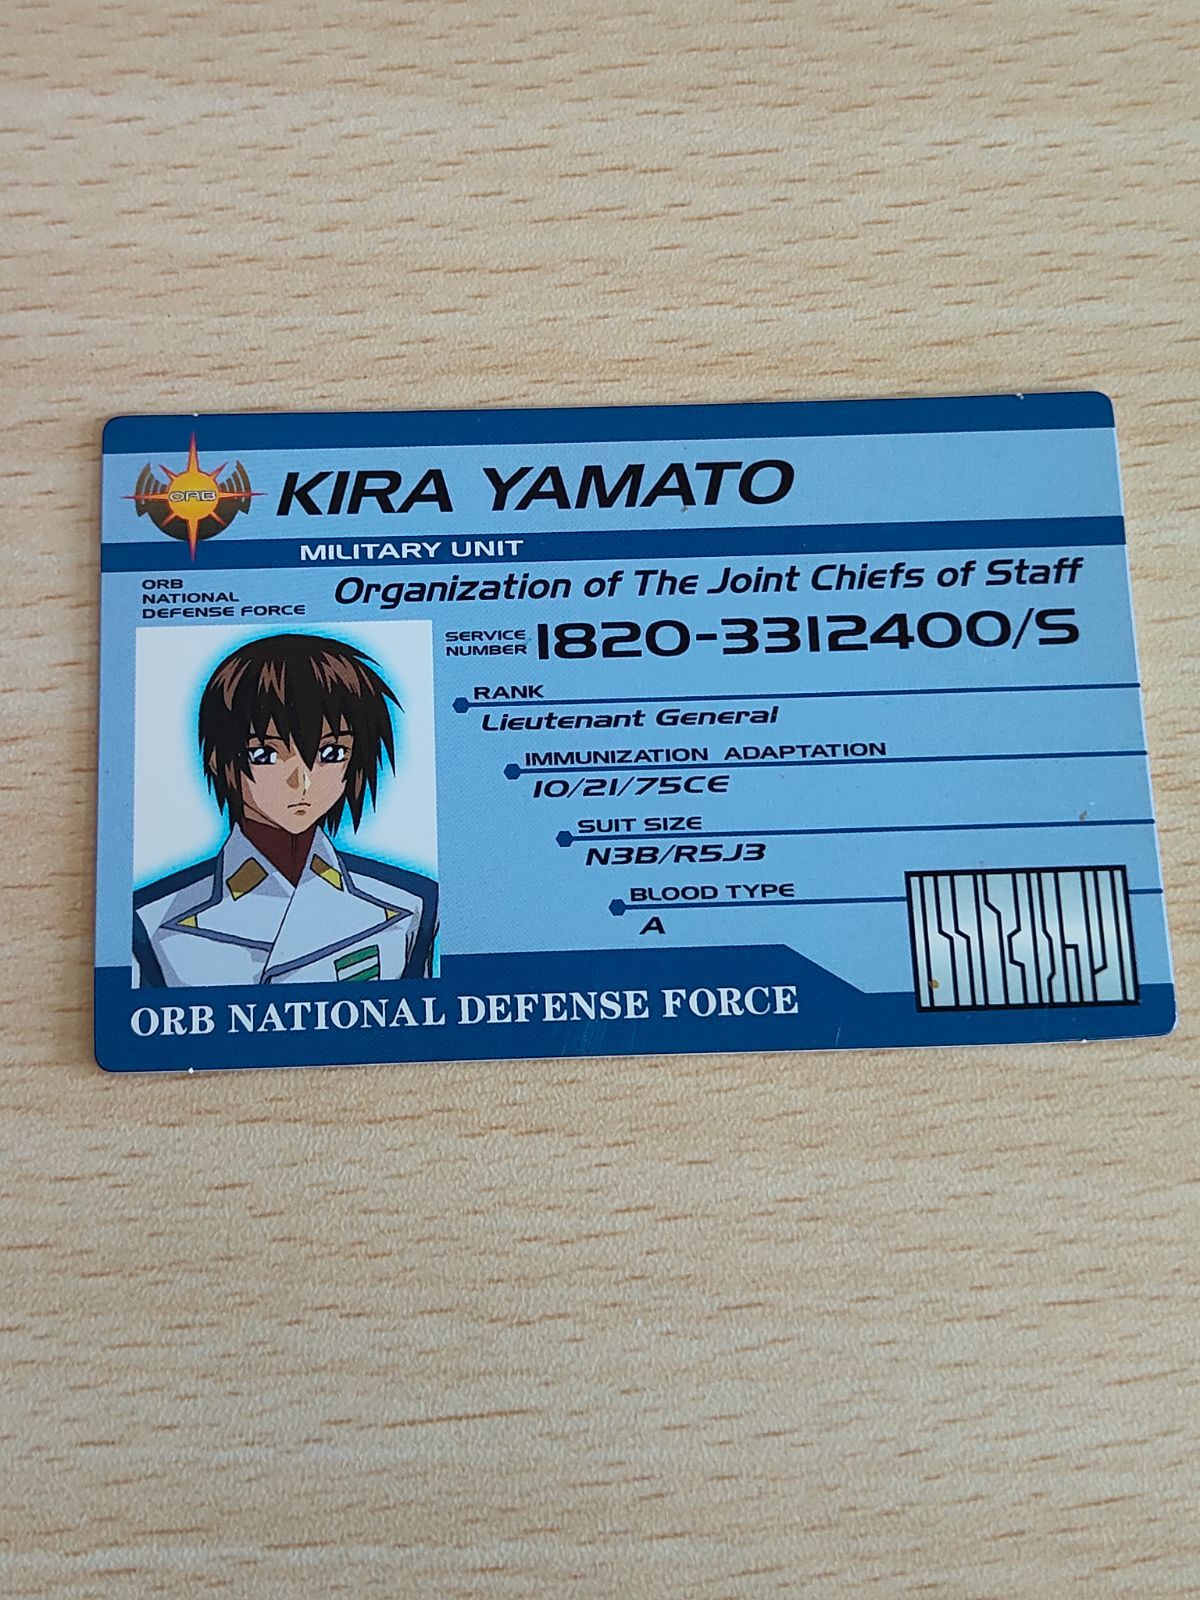 ORB
KIRA YAMATO
MILITARY UNIT
ORB
NATIONAL
DEFENSE FORCE
Organization of The Joint Chiefs of Staff
SERVICE
NUMBER
1820-3312400/S
RANK
Lieutenant General
IMMUNIZATION ADAPTATION
10/21/75CE
SUIT SIZE
N3B/R5J3
BLOOD TYPE
A
ORB NATIONAL DEFENSE FORCE